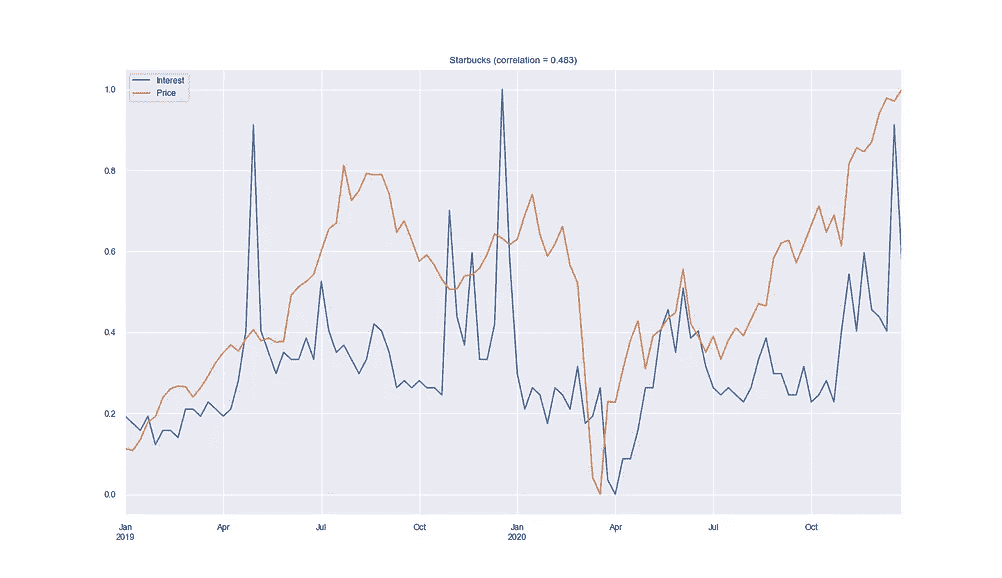 Starbucks (correlation = 0.483)
Interest
Price
1.0
0.8
0.6
0.4
0.2
0.0
Jan Apr Jul Oct Jan Apr Jul Oct
2019 2020